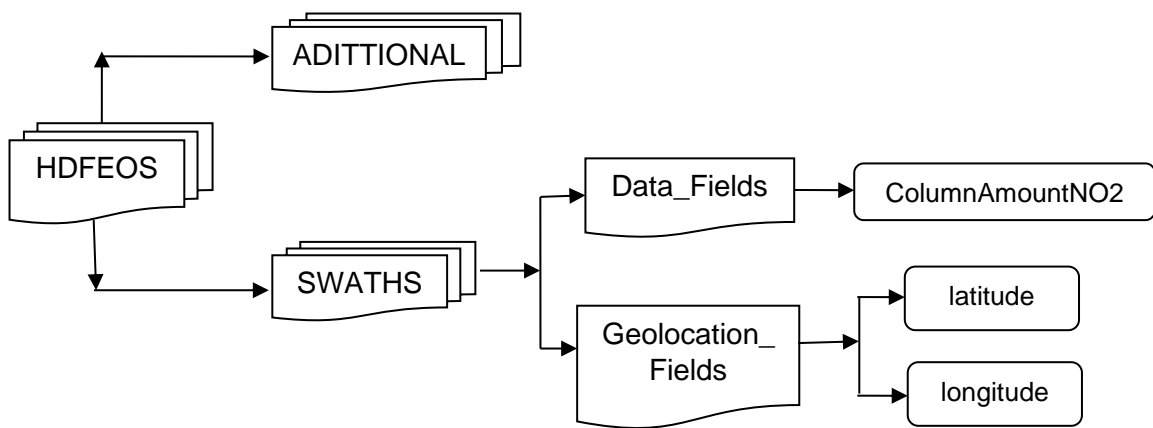 ADITTIONAL
HDFEOS
Data_Fields
ColumnAmountNO2
SWATHS
latitude
Geolocation_
Fields
longitude